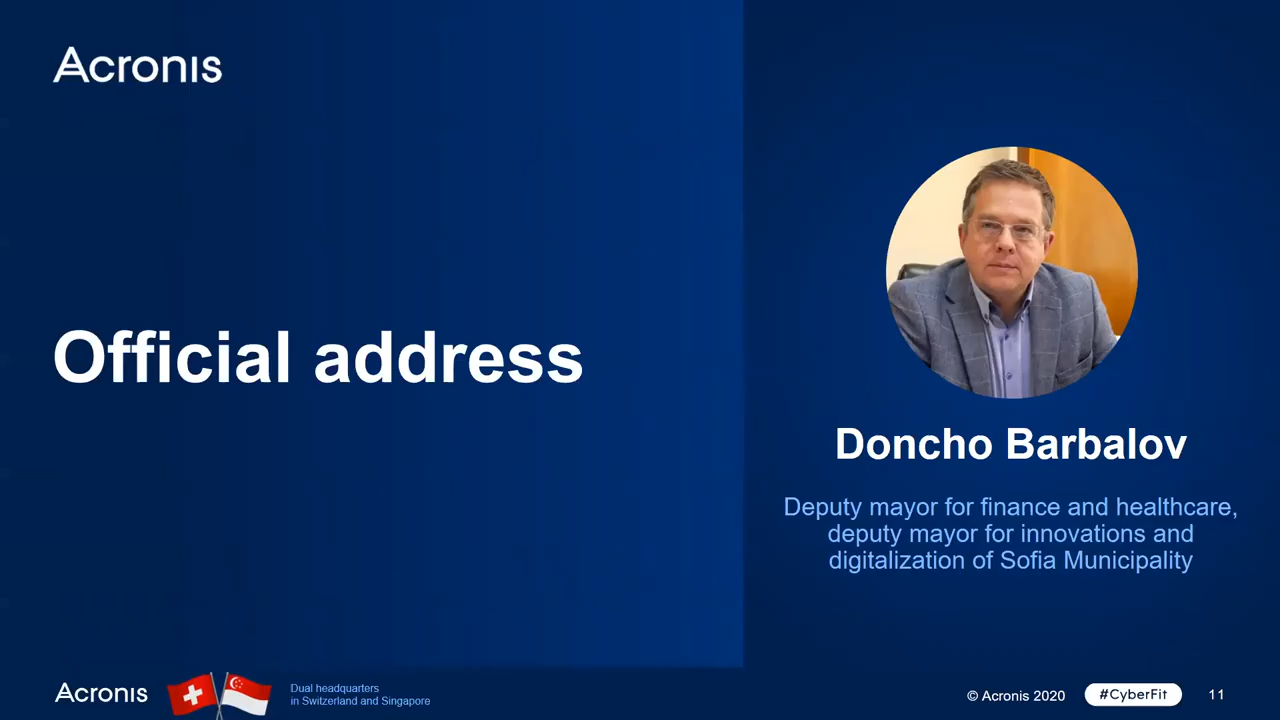 Acronis
Official address
Doncho Barbalov
Deputy mayor for finance and healthcare,
deputy mayor for innovations and
digitalization of Sofia Municipality
Acronis
Dual headquarters
in Switzerland and Singapore
© Acronis 2020
#CyberFit
11